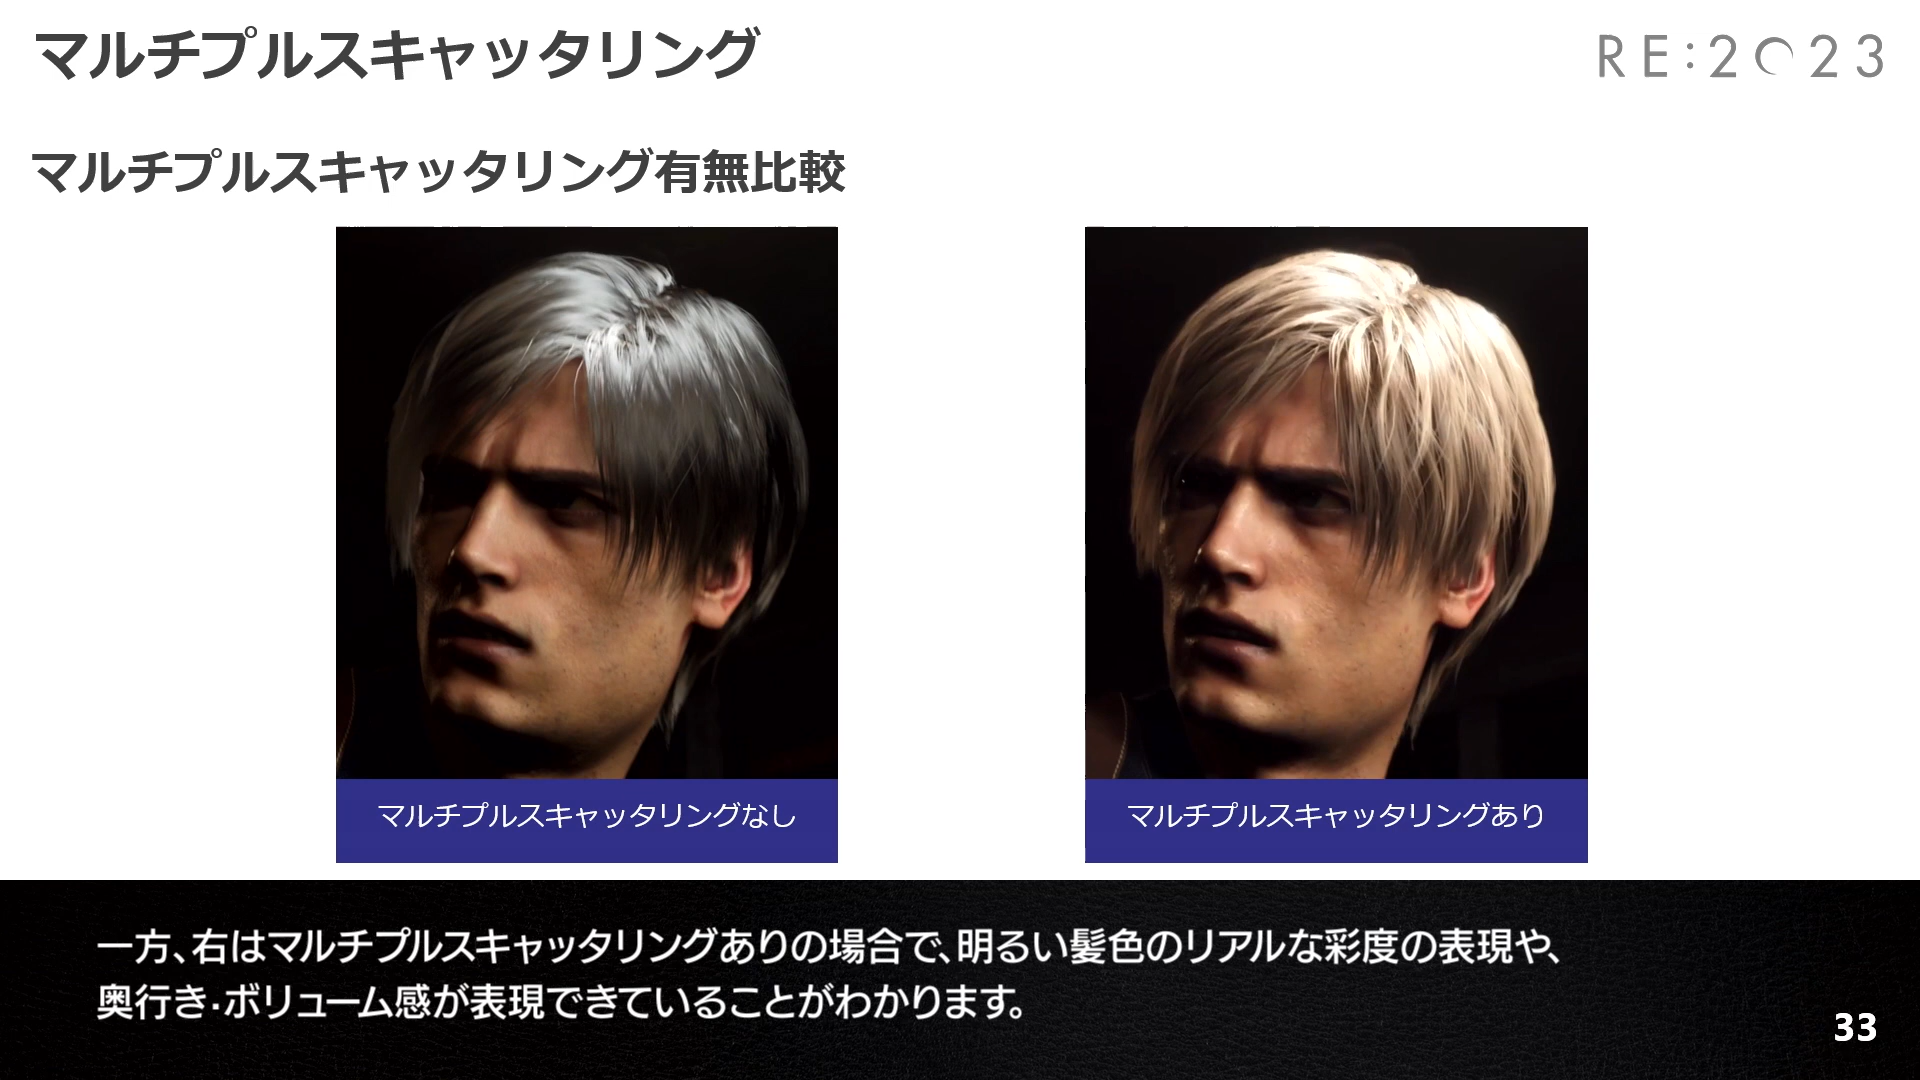 マルチプルスキャッタリング
RE:2023
マルチプルスキャッタリング有無比較
マルチプルスキャッタリングなし
マルチプルスキャッタリングあり
一方、右はマルチプルスキャッタリングありの場合で、明るい髪色のリアルな彩度の表現や、
奥行き・ボリューム感が表現できていることがわかります。
33